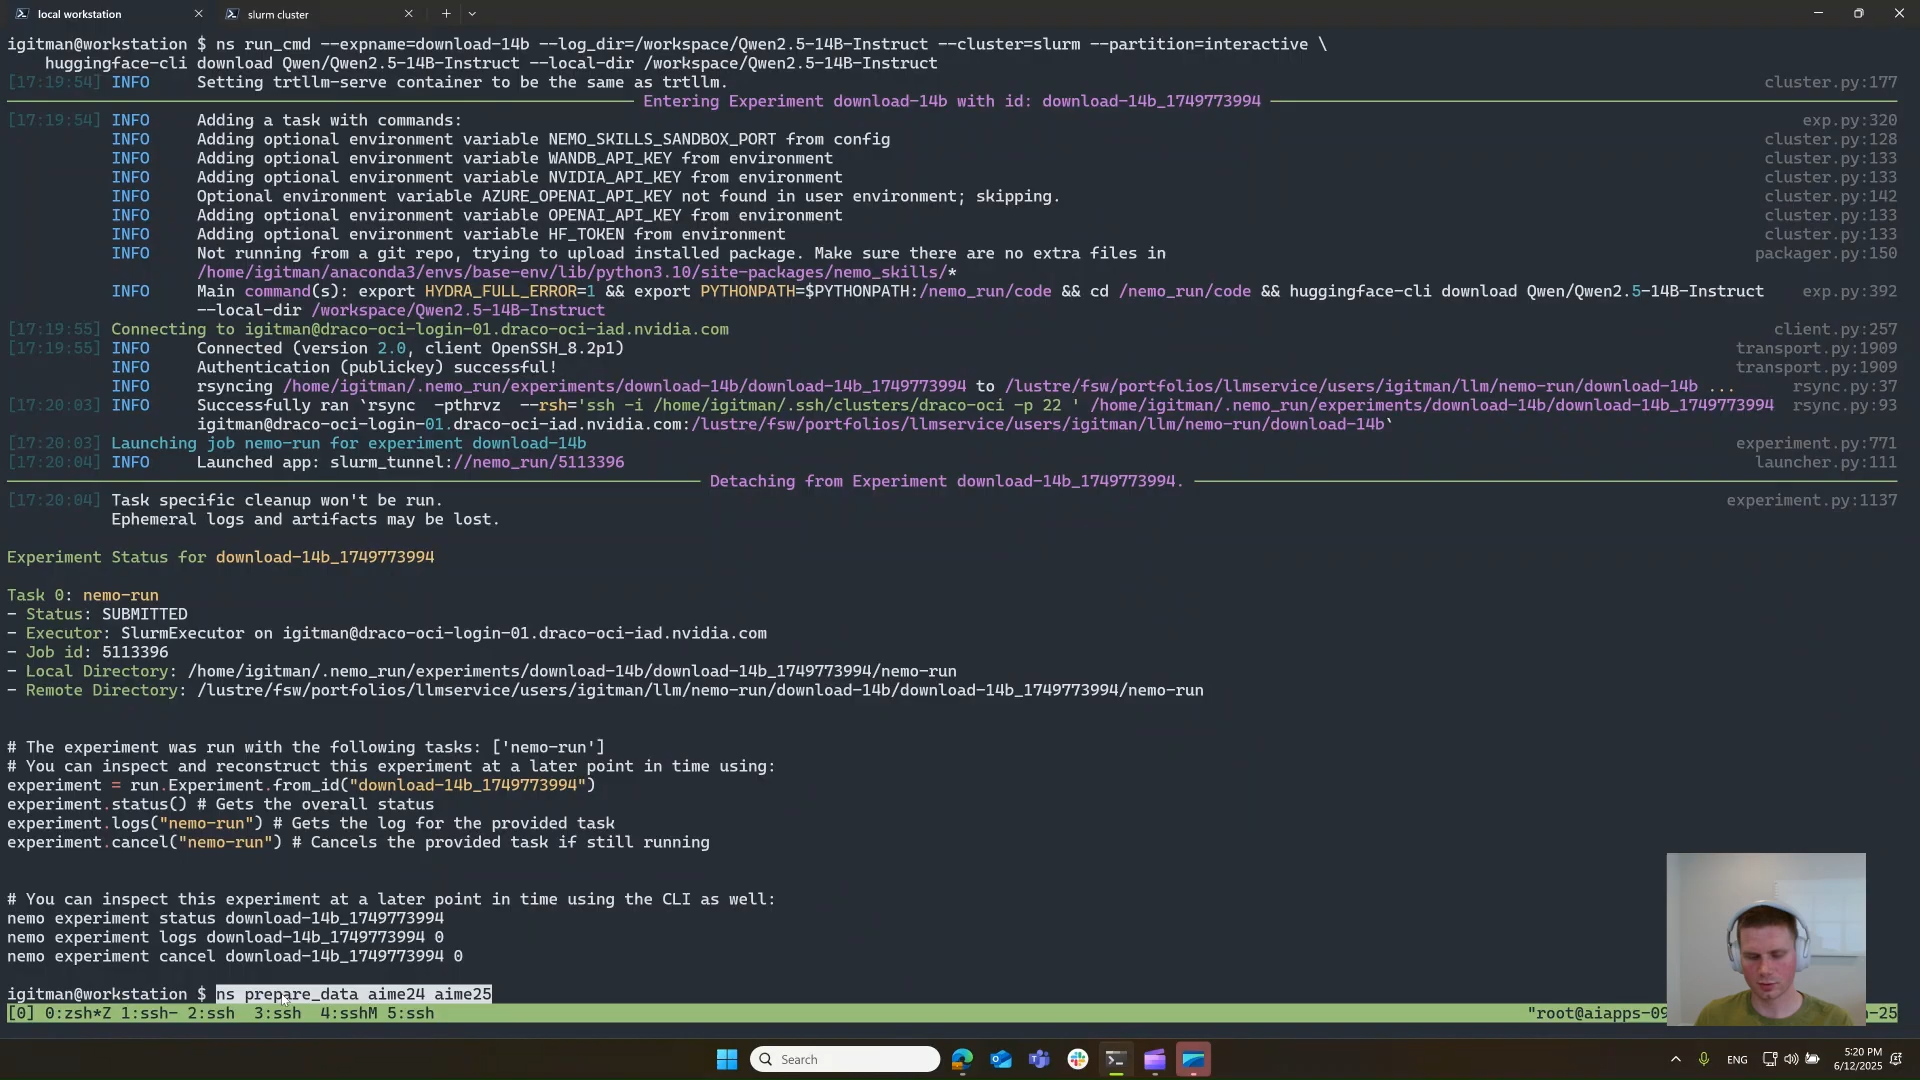 local workstation
slurm cluster
igitman@workstation $ ns run_cmd --expname=download-14b --log_dir=/workspace/Qwen2.5-14B-Instruct --cluster=slurm --partition=interactive \
huggingface-cli download Qwen/Qwen2.5-14B-Instruct --local-dir /workspace/Qwen2.5-14B-Instruct
[17:19:54] INFO Setting trtllm-serve container to be the same as trtllm. cluster.py:177
Entering Experiment download-14b with id: download-14b_1749773994
[17:19:54] INFO Adding a task with commands: exp.py:320
INFO Adding optional environment variable NEMO_SKILLS_SANDBOX_PORT from config cluster.py:128
INFO Adding optional environment variable WANDB_API_KEY from environment cluster.py:133
INFO Adding optional environment variable NVIDIA_API_KEY from environment cluster.py:133
INFO Optional environment variable AZURE_OPENAI_API_KEY not found in user environment; skipping. cluster.py:142
INFO Adding optional environment variable OPENAI_API_KEY from environment cluster.py:133
INFO Adding optional environment variable HF_TOKEN from environment cluster.py:133
INFO Not running from a git repo, trying to upload installed package. Make sure there are no extra files in packager.py:150
/home/igitman/anaconda3/envs/base-env/lib/python3.10/site-packages/nemo_skills/*
INFO Main command(s): export HYDRA_FULL_ERROR=1 && export PYTHONPATH=$PYTHONPATH:/nemo_run/code && cd /nemo_run/code && huggingface-cli download Qwen/Qwen2.5-14B-Instruct exp.py:392
--local-dir /workspace/Qwen2.5-14B-Instruct
[17:19:55] Connecting to igitman@draco-oci-login-01.draco-oci-iad.nvidia.com client.py:257
[17:19:55] INFO Connected (version 2.0, client OpenSSH_8.2p1) transport.py:1909
INFO Authentication (publickey) successful! transport.py:1909
INFO rsyncing /home/igitman/.nemo_run/experiments/download-14b/download-14b_1749773994 to /lustre/fsw/portfolios/llmservice/users/igitman/llm/nemo-run/download-14b ... rsync.py:37
[17:20:03] INFO Successfully ran `rsync -pthrvz --rsh='ssh -i /home/igitman/.ssh/clusters/draco-oci -p 22 ' /home/igitman/.nemo_run/experiments/download-14b/download-14b_1749773994 rsync.py:93
igitman@draco-oci-login-01.draco-oci-iad.nvidia.com:/lustre/fsw/portfolios/llmservice/users/igitman/llm/nemo-run/download-14b`
[17:20:03] Launching job nemo-run for experiment download-14b experiment.py:771
[17:20:04] INFO Launched app: slurm_tunnel://nemo_run/5113396 launcher.py:111
Detaching from Experiment download-14b_1749773994.
[17:20:04] Task specific cleanup won't be run. experiment.py:1137
Ephemeral logs and artifacts may be lost.
Experiment Status for download-14b_1749773994
Task 0: nemo-run
- Status: SUBMITTED
- Executor: SlurmExecutor on igitman@draco-oci-login-01.draco-oci-iad.nvidia.com
- Job id: 5113396
- Local Directory: /home/igitman/.nemo_run/experiments/download-14b/download-14b_1749773994/nemo-run
- Remote Directory: /lustre/fsw/portfolios/llmservice/users/igitman/llm/nemo-run/download-14b/download-14b_1749773994/nemo-run
# The experiment was run with the following tasks: ['nemo-run']
# You can inspect and reconstruct this experiment at a later point in time using:
experiment = run.Experiment.from_id("download-14b_1749773994")
experiment.status() # Gets the overall status
experiment.logs("nemo-run") # Gets the log for the provided task
experiment.cancel("nemo-run") # Cancels the provided task if still running
# You can inspect this experiment at a later point in time using the CLI as well:
nemo experiment status download-14b_1749773994
nemo experiment logs download-14b_1749773994 0
nemo experiment cancel download-14b_1749773994 0
igitman@workstation $ ns prepare_data aime24 aime25
[0] 0:zsh*Z 1:ssh- 2:ssh 3:ssh 4:sshM 5:ssh "root@aiapps-09 -25
Search
ENG
5:20 PM
6/12/2025